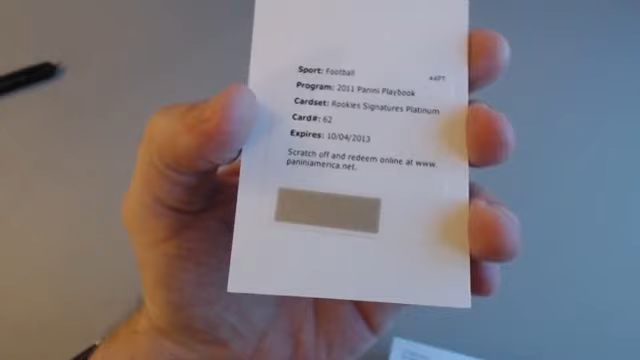 Sport: Football
Program: 2011 Panini Playbook
Cardset: Rookies Signatures Platinum
Card#: 62
Expires: 10/04/2013
Scratch off and redeem online at www.
paniniamerica.net.